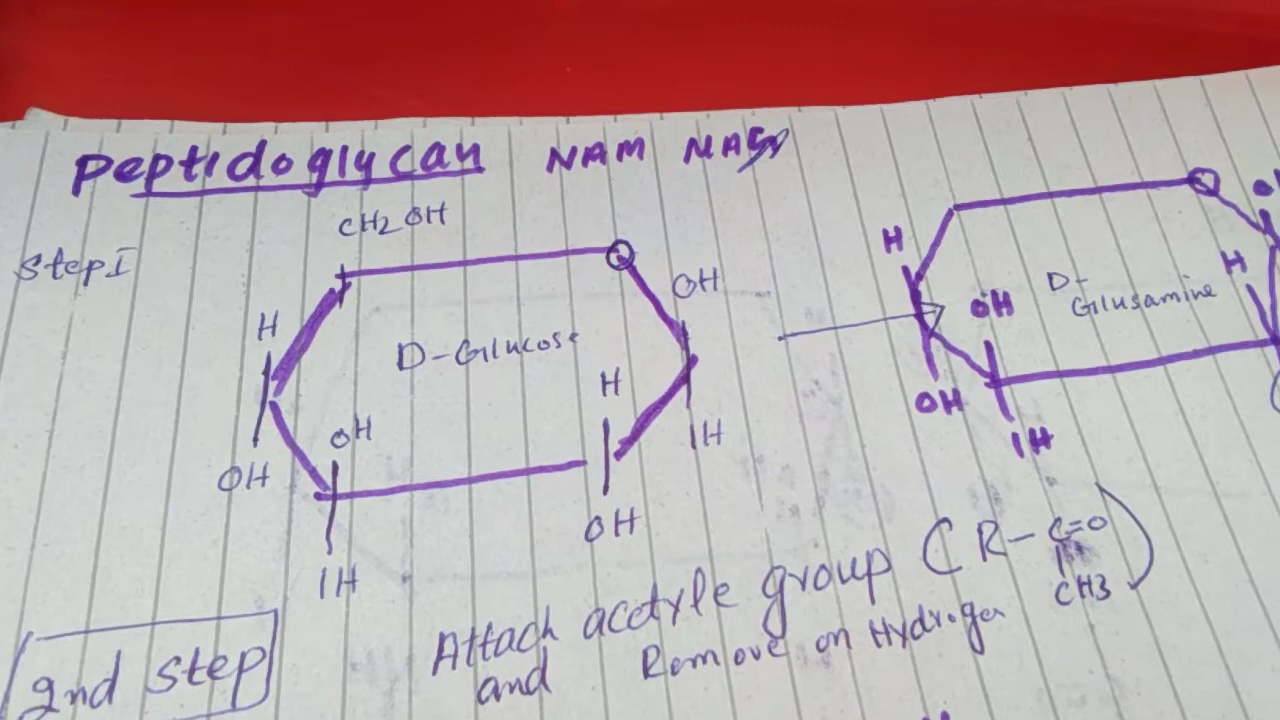 Peptidoglycan NAM NAG
CH2OH
Step I
OH
H
D-Glucose
H
OH
OH
IH
OH
IH
H
OH
D-
Glusamine
H
OH
OH
IH
2nd step
Attach acetyle group (R-C=O
CH3)
and Remove on Hydrogen